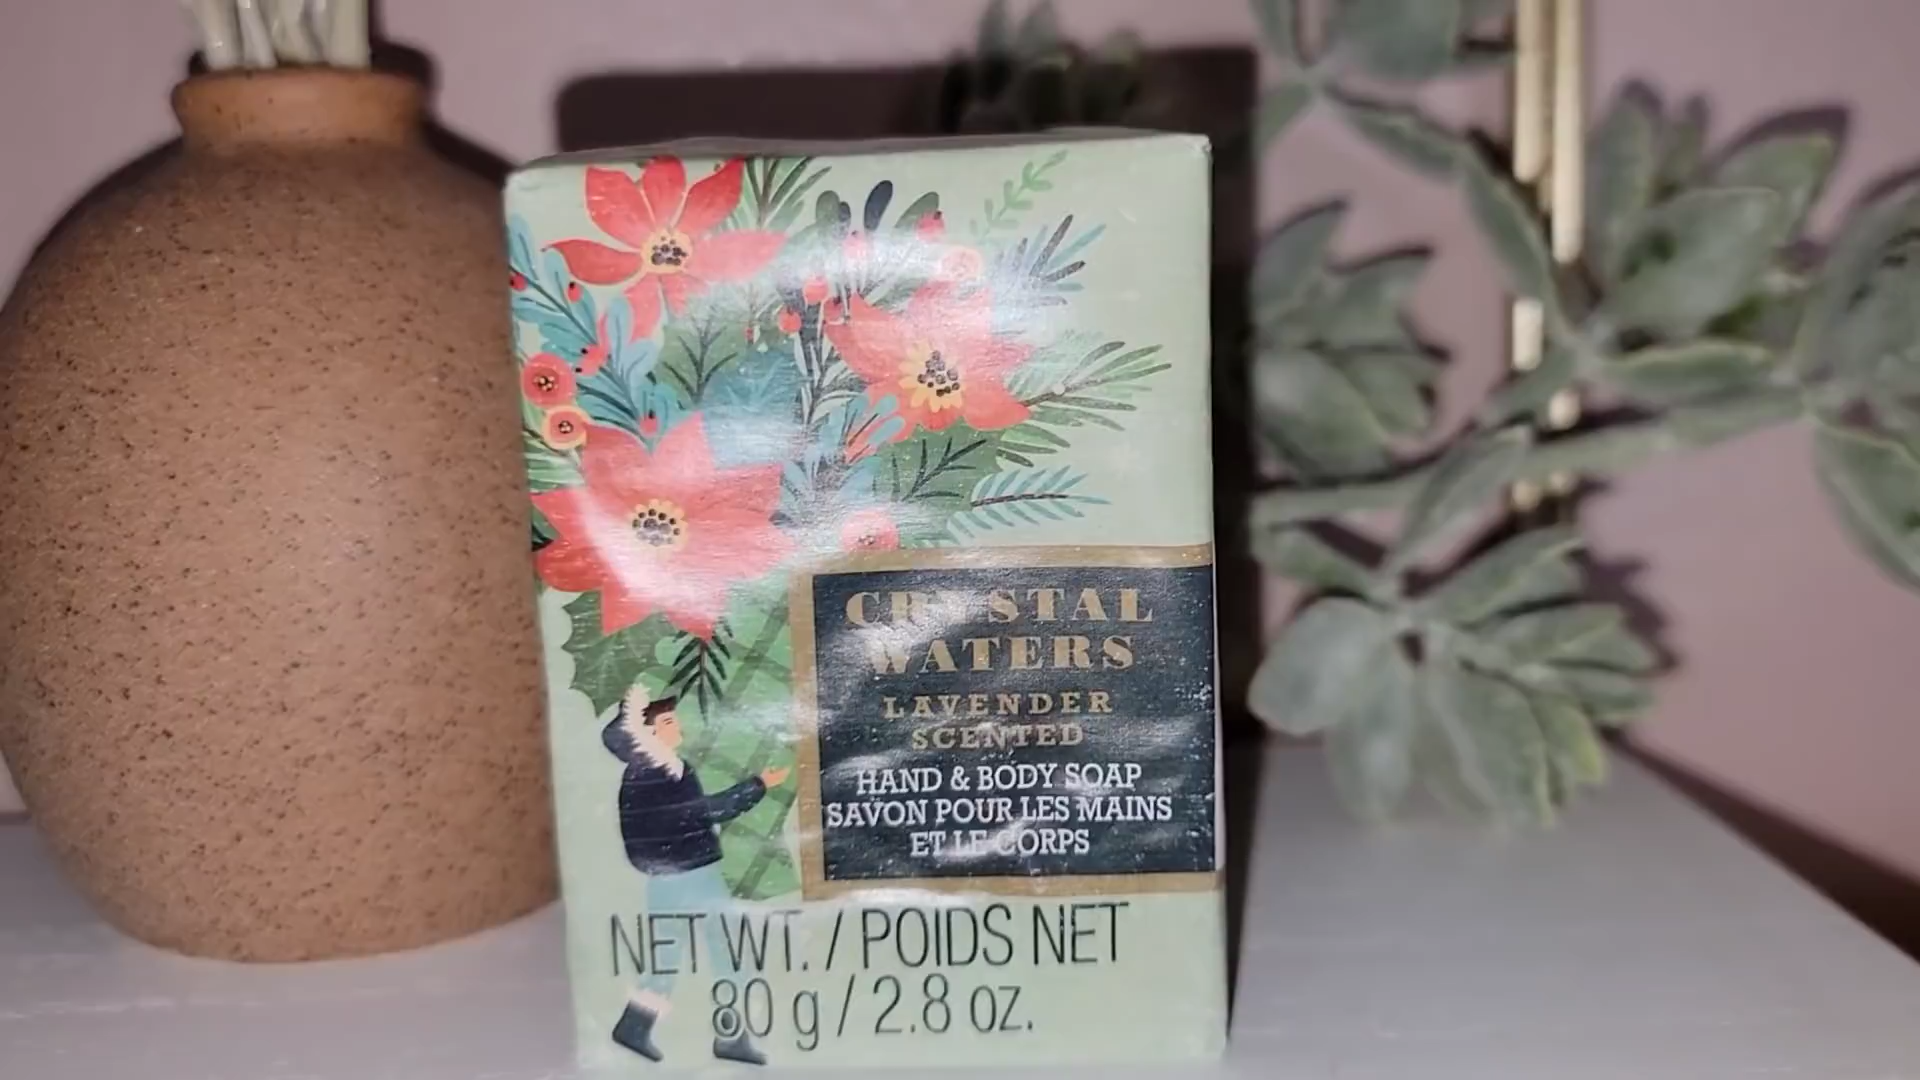 CRYSTAL
WATERS
LAVENDER
SCENTED
HAND & BODY SOAP
SAVON POUR LES MAINS
ET LE CORPS
NET WT. / POIDS NET
80 g / 2.8 oz.